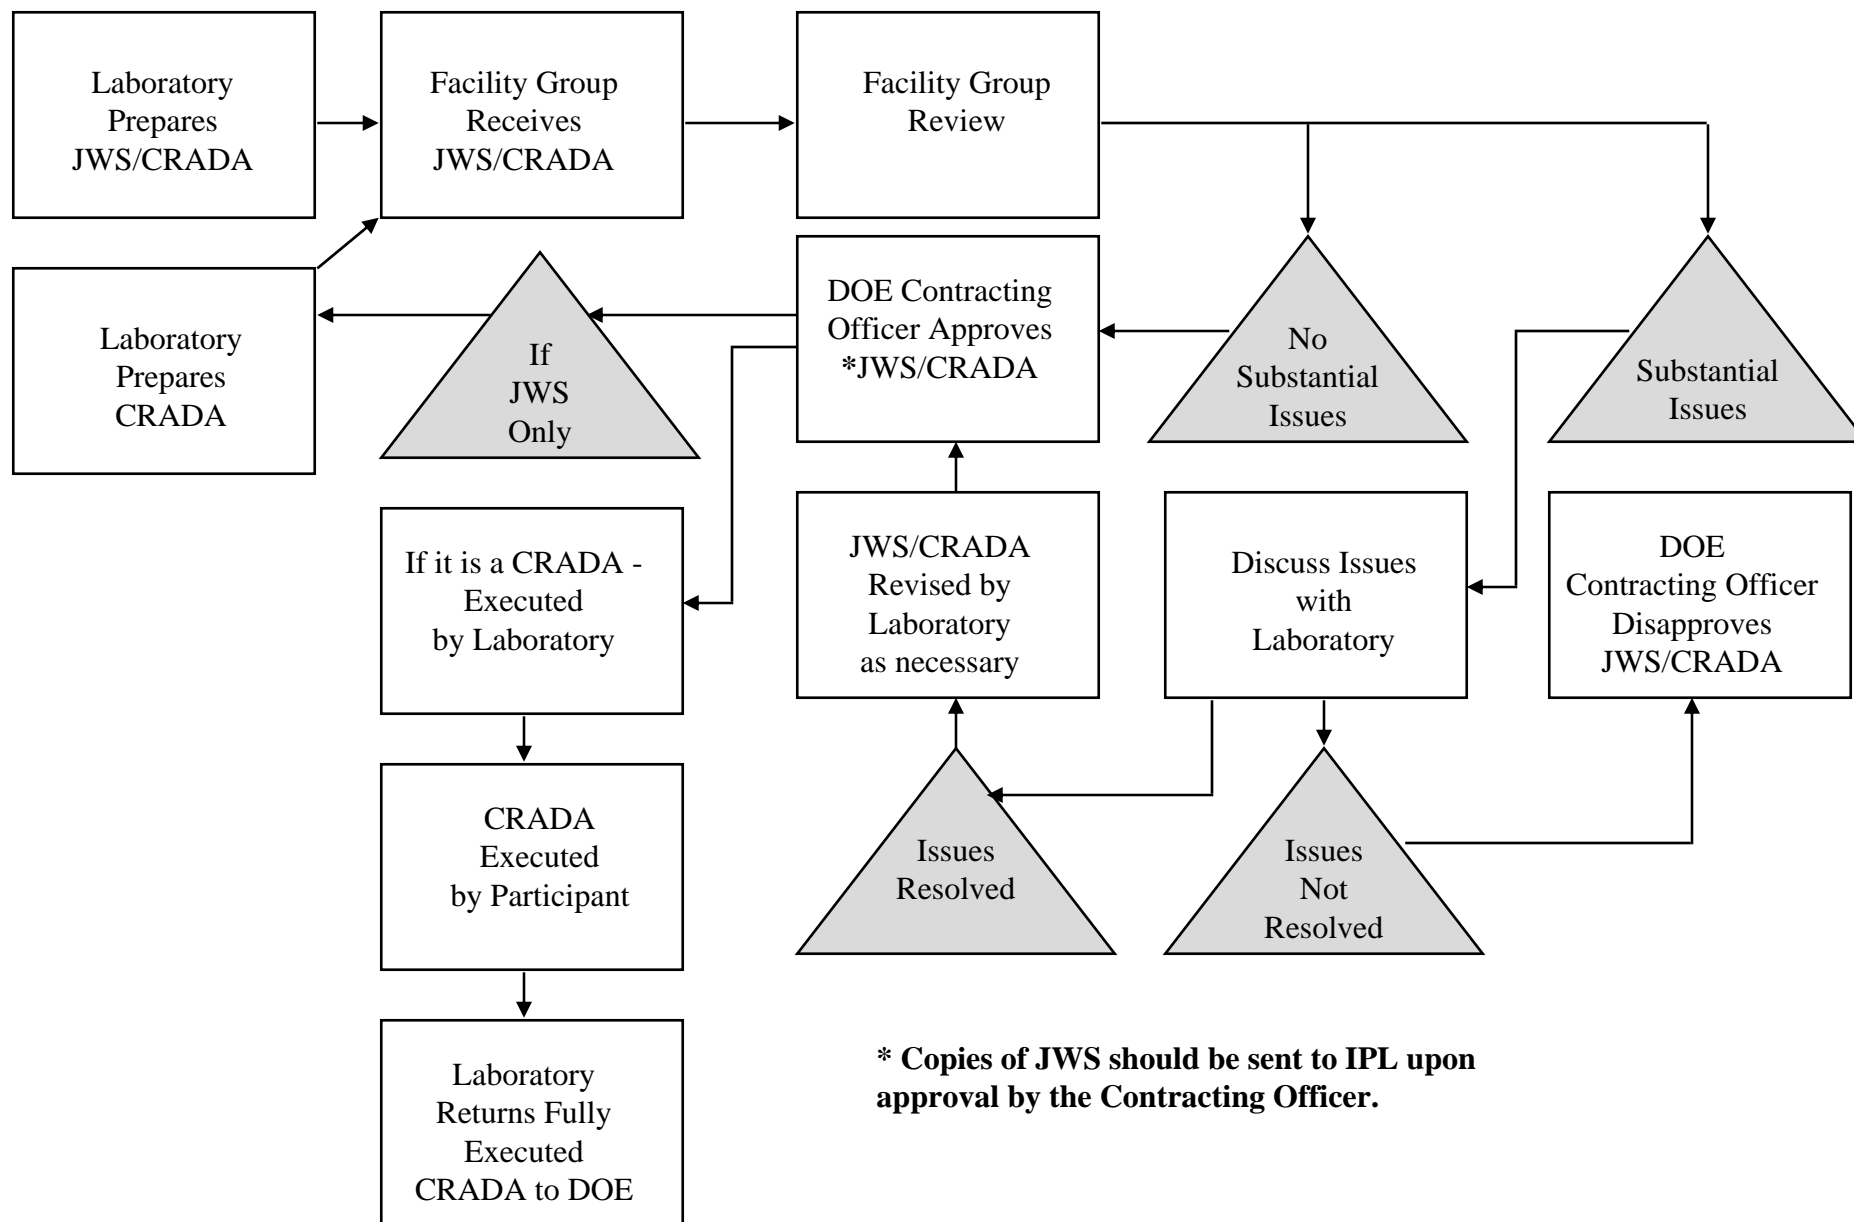 Laboratory
Prepares
JWS/CRADA
Facility Group
Receives
JWS/CRADA
Facility Group
Review
Laboratory
Prepares
CRADA
If
JWS
Only
DOE Contracting
Officer Approves
*JWS/CRADA
No
Substantial
Issues
Substantial
Issues
If it is a CRADA -
Executed
by Laboratory
JWS/CRADA
Revised by
Laboratory
as necessary
Discuss Issues
with
Laboratory
DOE
Contracting Officer
Disapproves
JWS/CRADA
CRADA
Executed
by Participant
Issues
Resolved
Issues
Not
Resolved
Laboratory
Returns Fully
Executed
CRADA to DOE
* Copies of JWS should be sent to IPL upon
approval by the Contracting Officer.